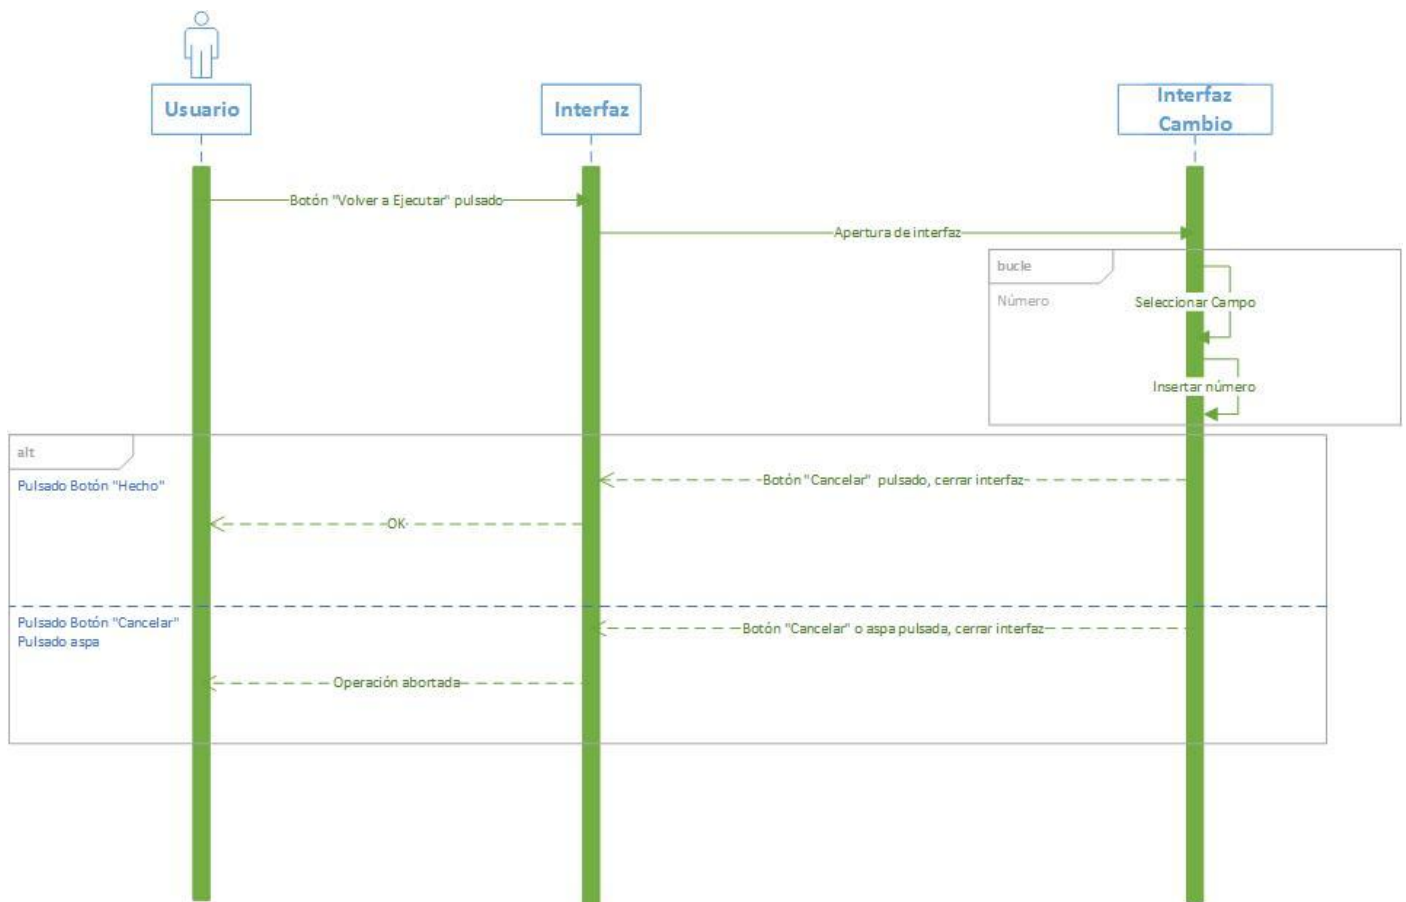 Usuario
Interfaz
Interfaz
Cambio
Botón "Volver a Ejecutar" pulsado
Apertura de interfaz
bucle
Número
Seleccionar Campo
Insertar número
alt
Pulsado Botón "Hecho"
Botón "Cancelar" pulsado, cerrar interfaz
OK
Pulsado Botón "Cancelar"
Pulsado aspa
Botón "Cancelar" o aspa pulsada, cerrar interfaz
Operación abortada